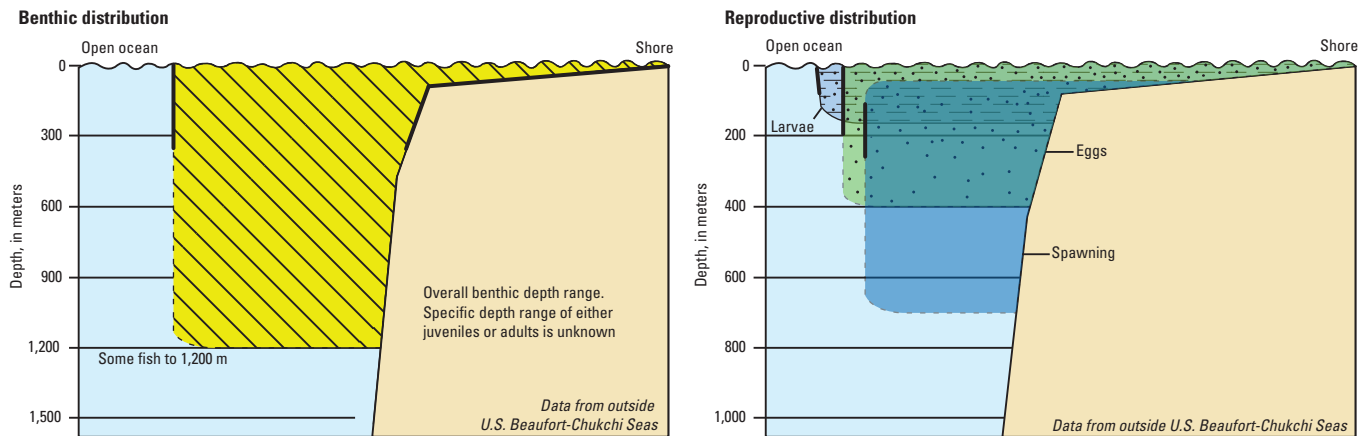 Benthic distribution
Open ocean
Shore
0
300
600
900
1,200
1,500
Depth, in meters
Overall benthic depth range.
Specific depth range of either
juveniles or adults is unknown
Some fish to 1,200 m
Data from outside
U.S. Beaufort-Chukchi Seas
Reproductive distribution
Open ocean
Shore
0
200
400
600
800
1,000
Depth, in meters
Larvae
Eggs
Spawning
Data from outside U.S. Beaufort-Chukchi Seas